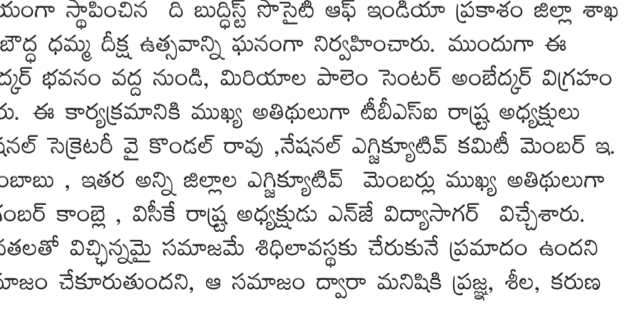 యంగా స్థాపించిన ది బుద్ధిస్ట్ సొసైటీ ఆఫ్ ఇండియా ప్రకాశం జిల్లా శాఖ
బౌద్ధ ధమ్మ దీక్ష ఉత్సవాన్ని ఘనంగా నిర్వహించారు. ముందుగా ఈ
ద్కర్ భవనం వద్ద నుండి, మిరియాల పాలెం సెంటర్ అంబేద్కర్ విగ్రహం
రు. ఈ కార్యక్రమానికి ముఖ్య అతిథులుగా టీబీఎస్ఐ రాష్ట్ర అధ్యక్షులు
షనల్ సెక్రెటరీ వై కొండల్ రావు ,నేషనల్ ఎగ్జిక్యూటివ్ కమిటీ మెంబర్ ఇ.
ంబాబు , ఇతర అన్ని జిల్లాల ఎగ్జిక్యూటివ్ మెంబర్లు ముఖ్య అతిథులుగా
గంబర్ కాంబ్లె , విసీకే రాష్ట్ర అధ్యక్షుడు ఎన్‌జే విద్యాసాగర్ విచ్చేశారు.
నతలతో విచ్ఛిన్నమై సమాజమే శిధిలావస్థకు చేరుకునే ప్రమాదం ఉందని
మాజం చేకూరుతుందని, ఆ సమాజం ద్వారా మనిషికి ప్రజ్ఞ, శీల, కరుణ